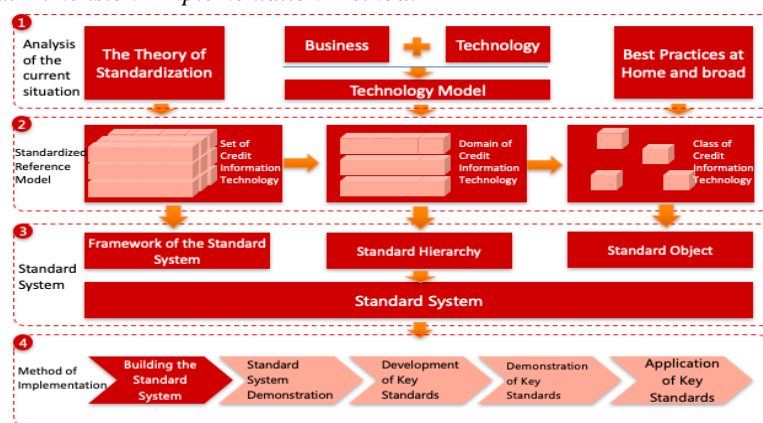 1
Analysis
of the
current
situation
The Theory of
Standardization
Business
Technology
Technology Model
Best Practices at
Home and broad
2
Standardized
Reference
Model
Set of
Credit
Information
Technology
Domain of
Credit
Information
Technology
Class of
Credit
Information
Technology
3
Standard
System
Framework of the Standard
System
Standard Hierarchy
Standard Object
Standard System
4
Method of
Implementation
Building the
Standard
System
Standard
System
Demonstration
Development
of Key
Standards
Demonstration
of Key
Standards
Application
of Key
Standards